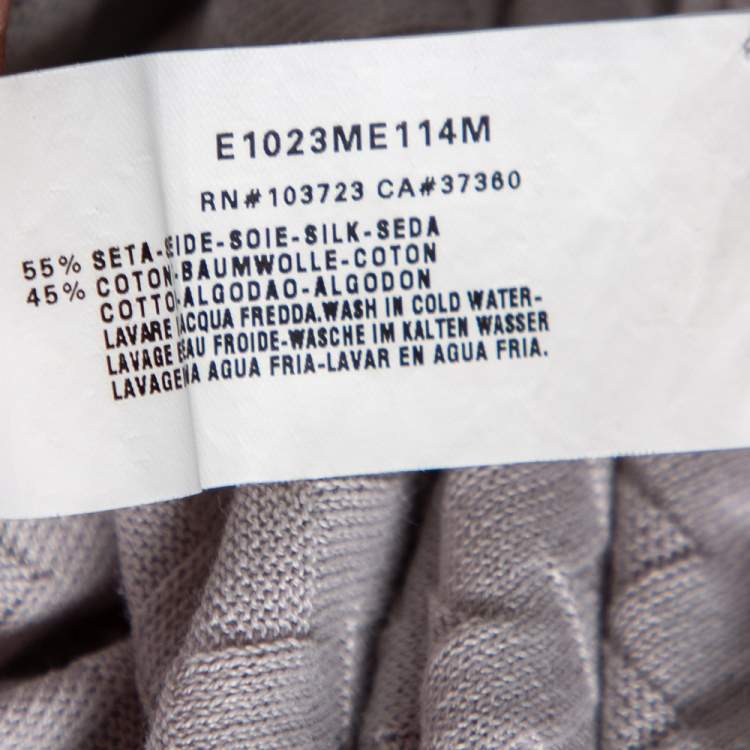 E1023ME114M
RN#103723 CA#37360
55% SETA-SEIDE-SOIE-SILK-SEDA
45% COTON-BAUMWOLLE-COTON
COTTO-ALGODAO-ALGODON
LAVARE ACQUA FREDDA.WASH IN COLD WATER-
LAVAGE EAU FROIDE-WASCHE IM KALTEN WASSER
LAVAGEM A AGUA FRIA-LAVAR EN AGUA FRIA.